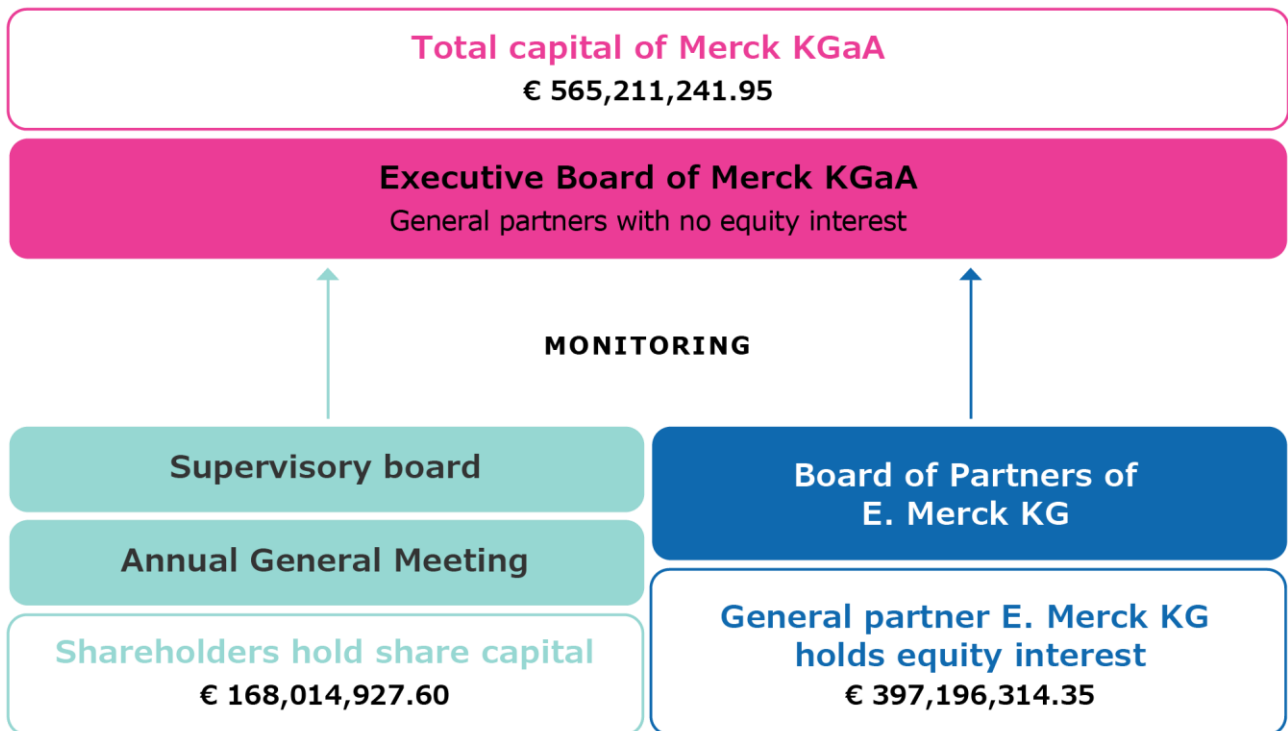 Total capital of Merck KGaA
€ 565,211,241.95
Executive Board of Merck KGaA
General partners with no equity interest
MONITORING
Supervisory board
Annual General Meeting
Shareholders hold share capital
€ 168,014,927.60
Board of Partners of
E. Merck KG
General partner E. Merck KG
holds equity interest
€ 397,196,314.35